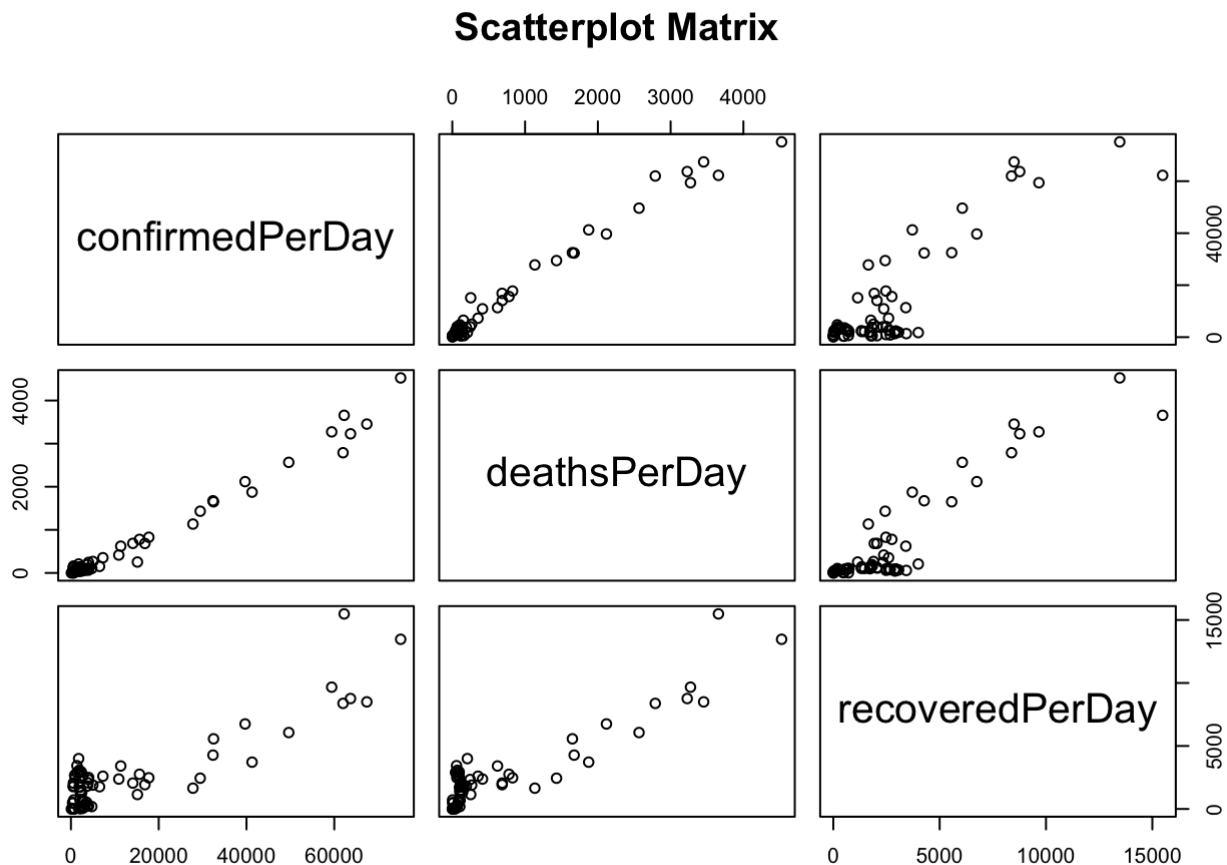 Scatterplot Matrix
0 1000 2000 3000 4000
confirmedPerDay
0 40000
0 2000 4000
deathsPerDay
recoveredPerDay
0 5000 15000
0 20000 40000 60000
0 5000 10000 15000